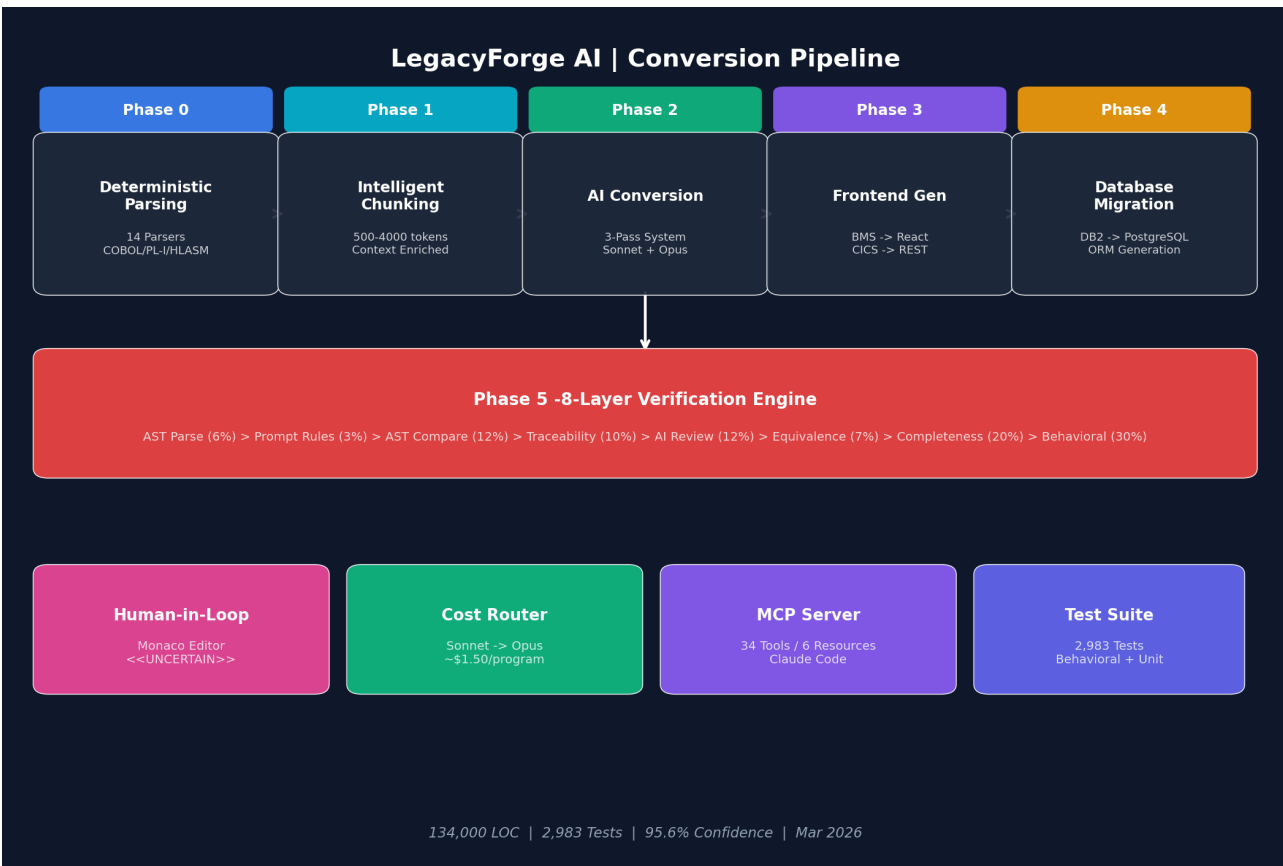 LegacyForge AI | Conversion Pipeline
Phase 0
Phase 1
Phase 2
Phase 3
Phase 4
Deterministic
Parsing
14 Parsers
COBOL/PL-I/HLASM
Intelligent
Chunking
500-4000 tokens
Context Enriched
AI Conversion
3-Pass System
Sonnet + Opus
Frontend Gen
BMS -> React
CICS -> REST
Database
Migration
DB2 -> PostgreSQL
ORM Generation
Phase 5 -8-Layer Verification Engine
AST Parse (6%) > Prompt Rules (3%) > AST Compare (12%) > Traceability (10%) > AI Review (12%) > Equivalence (7%) > Completeness (20%) > Behavioral (30%)
Human-in-Loop
Monaco Editor
<<UNCERTAIN>>
Cost Router
Sonnet -> Opus
~$1.50/program
MCP Server
34 Tools / 6 Resources
Claude Code
Test Suite
2,983 Tests
Behavioral + Unit
134,000 LOC | 2,983 Tests | 95.6% Confidence | Mar 2026